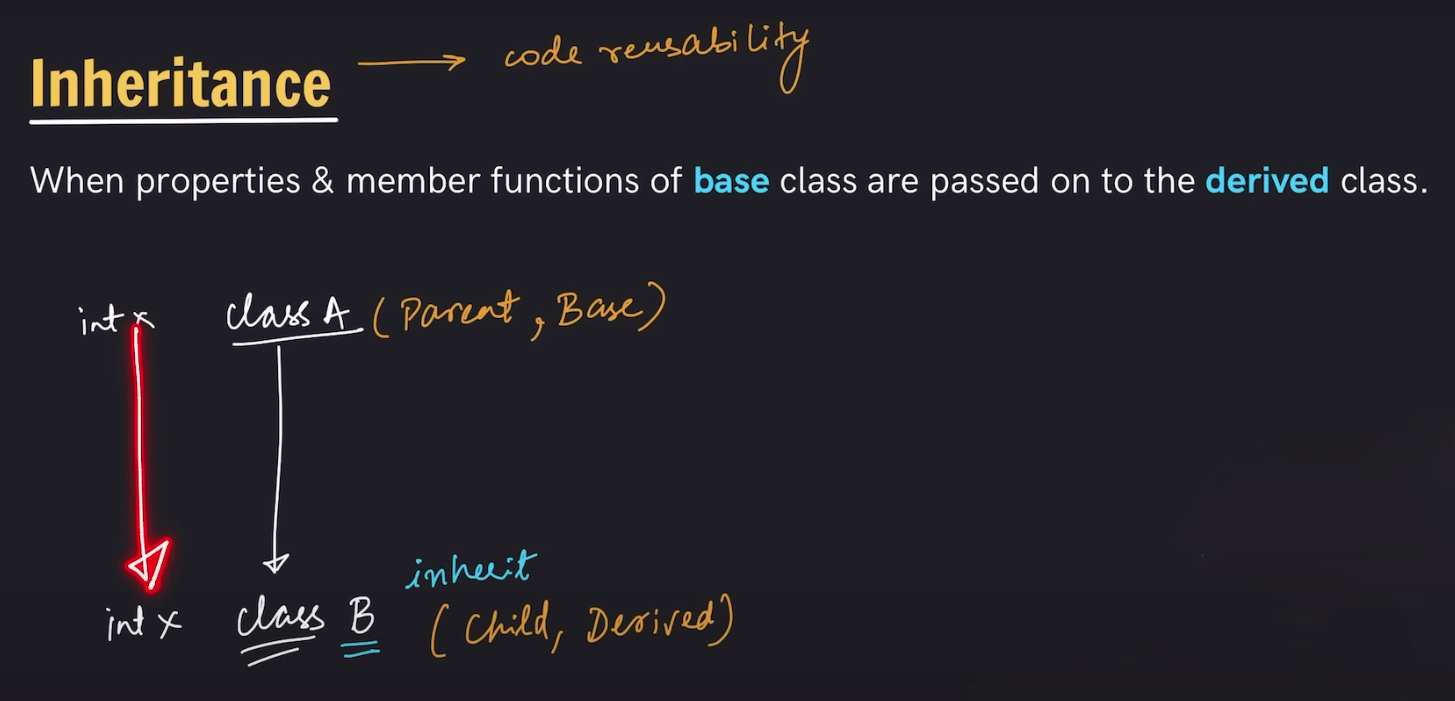 Inheritance → code reusability
When properties & member functions of base class are passed on to the derived class.
int x class A (Parent, Base)
inherit
int x class B (Child, Derived)